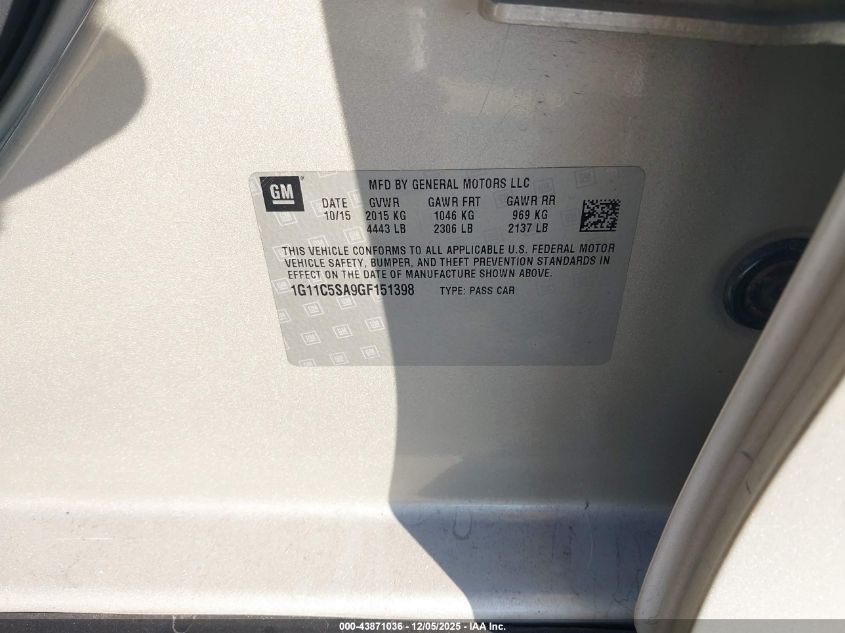 GM
MFD BY GENERAL MOTORS LLC
DATE GVWR GAWR FRT GAWR RR
10/15 2015 KG 1046 KG 969 KG
4443 LB 2306 LB 2137 LB
THIS VEHICLE CONFORMS TO ALL APPLICABLE U.S. FEDERAL MOTOR
VEHICLE SAFETY, BUMPER, AND THEFT PREVENTION STANDARDS IN
EFFECT ON THE DATE OF MANUFACTURE SHOWN ABOVE.
1G11C5SA9GF151398 TYPE: PASS CAR
000-43871036 - 12/05/2025 - IAA Inc.